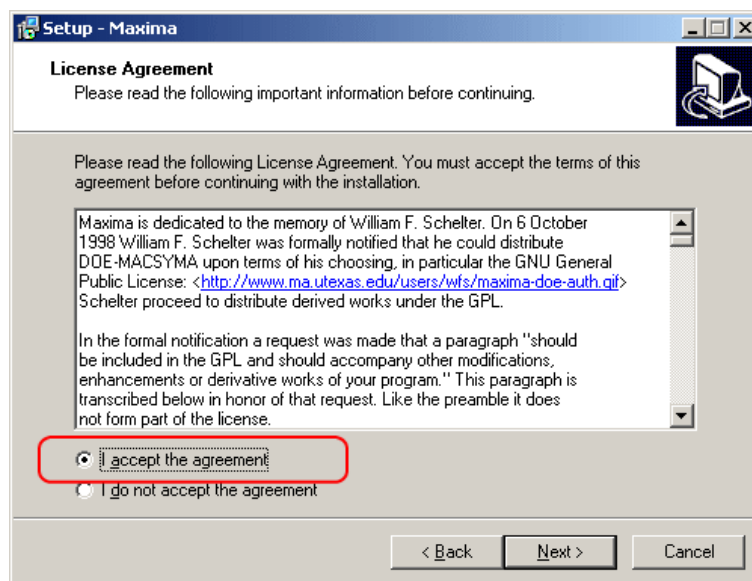 Setup - Maxima
License Agreement
Please read the following important information before continuing.
Please read the following License Agreement. You must accept the terms of this
agreement before continuing with the installation.
Maxima is dedicated to the memory of William F. Schelter. On 6 October
1998 William F. Schelter was formally notified that he could distribute
DOE-MACSYMA upon terms of his choosing, in particular the GNU General
Public License: <http://www.ma.utexas.edu/users/wfs/maxima-doe-auth.gif>
Schelter proceed to distribute derived works under the GPL.
In the formal notification a request was made that a paragraph "should
be included in the GPL and should accompany other modifications,
enhancements or derivative works of your program." This paragraph is
transcribed below in honor of that request. Like the preamble it does
not form part of the license.
I accept the agreement
I do not accept the agreement
< Back Next > Cancel